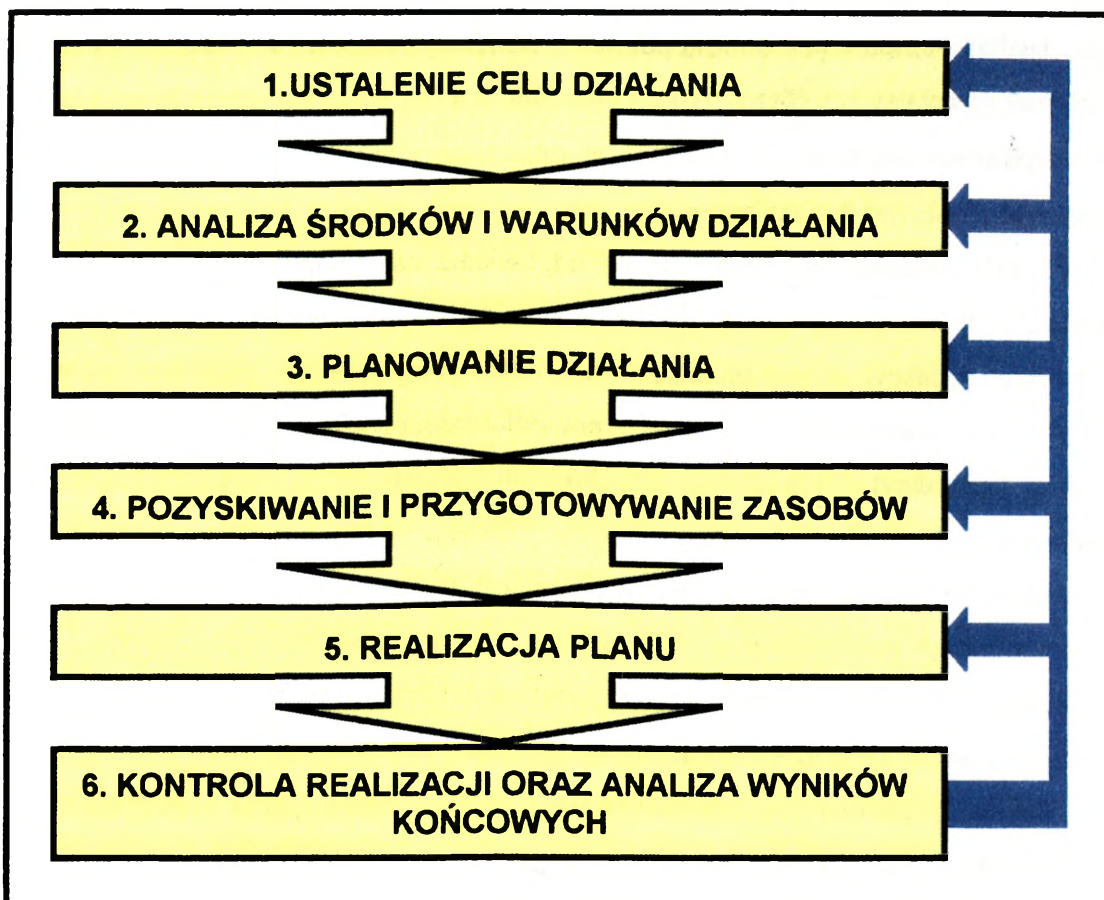 1.USTALENIE CELU DZIAŁANIA
2. ANALIZA ŚRODKÓW I WARUNKÓW DZIAŁANIA
3. PLANOWANIE DZIAŁANIA
4. POZYSKIWANIE I PRZYGOTOWYWANIE ZASOBÓW
5. REALIZACJA PLANU
6. KONTROLA REALIZACJI ORAZ ANALIZA WYNIKÓW
KOŃCOWYCH